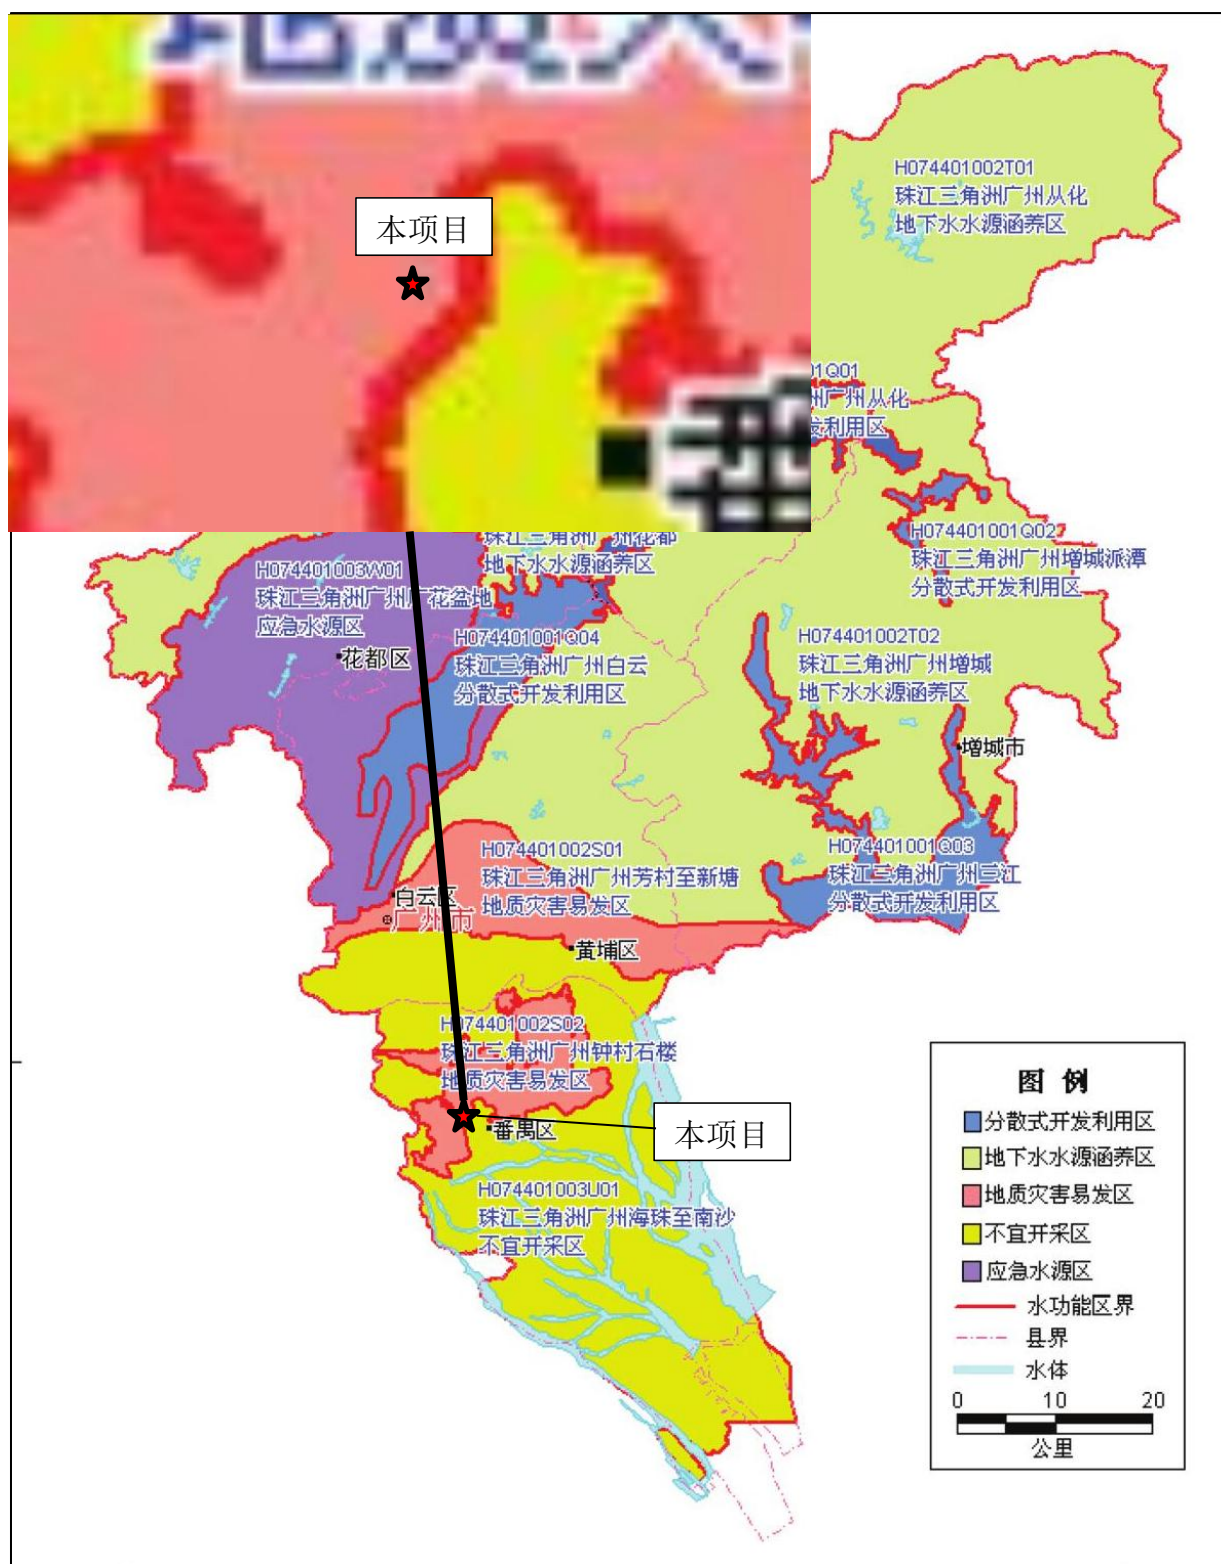 本项目
H074401002T01
珠江三角洲广州从化
地下水水源涵养区
01Q01
州广州从化
发利用区
H074401001Q02
珠江三角洲广州增城派潭
分散式开发利用区
珠江三角洲广州花都
地下水水源涵养区
H074401003W01
珠江三角洲广州广花盆地
应急水源区
花都区
H074401001Q04
珠江三角洲广州白云
分散式开发利用区
H074401002T02
珠江三角洲广州增城
地下水水源涵养区
增城市
H074401002S01
珠江三角洲广州芳村至新塘
地质灾害易发区
H074401001Q03
珠江三角洲广州三江
分散式开发利用区
白云区
广州市
黄埔区
H074401002S02
珠江三角洲广州钟村石楼
地质灾害易发区
番禺区
本项目
H074401003U01
珠江三角洲广州海珠至南沙
不宜开采区
图 例
分散式开发利用区
地下水水源涵养区
地质灾害易发区
不宜开采区
应急水源区
水功能区界
县界
水体
0 10 20
公里